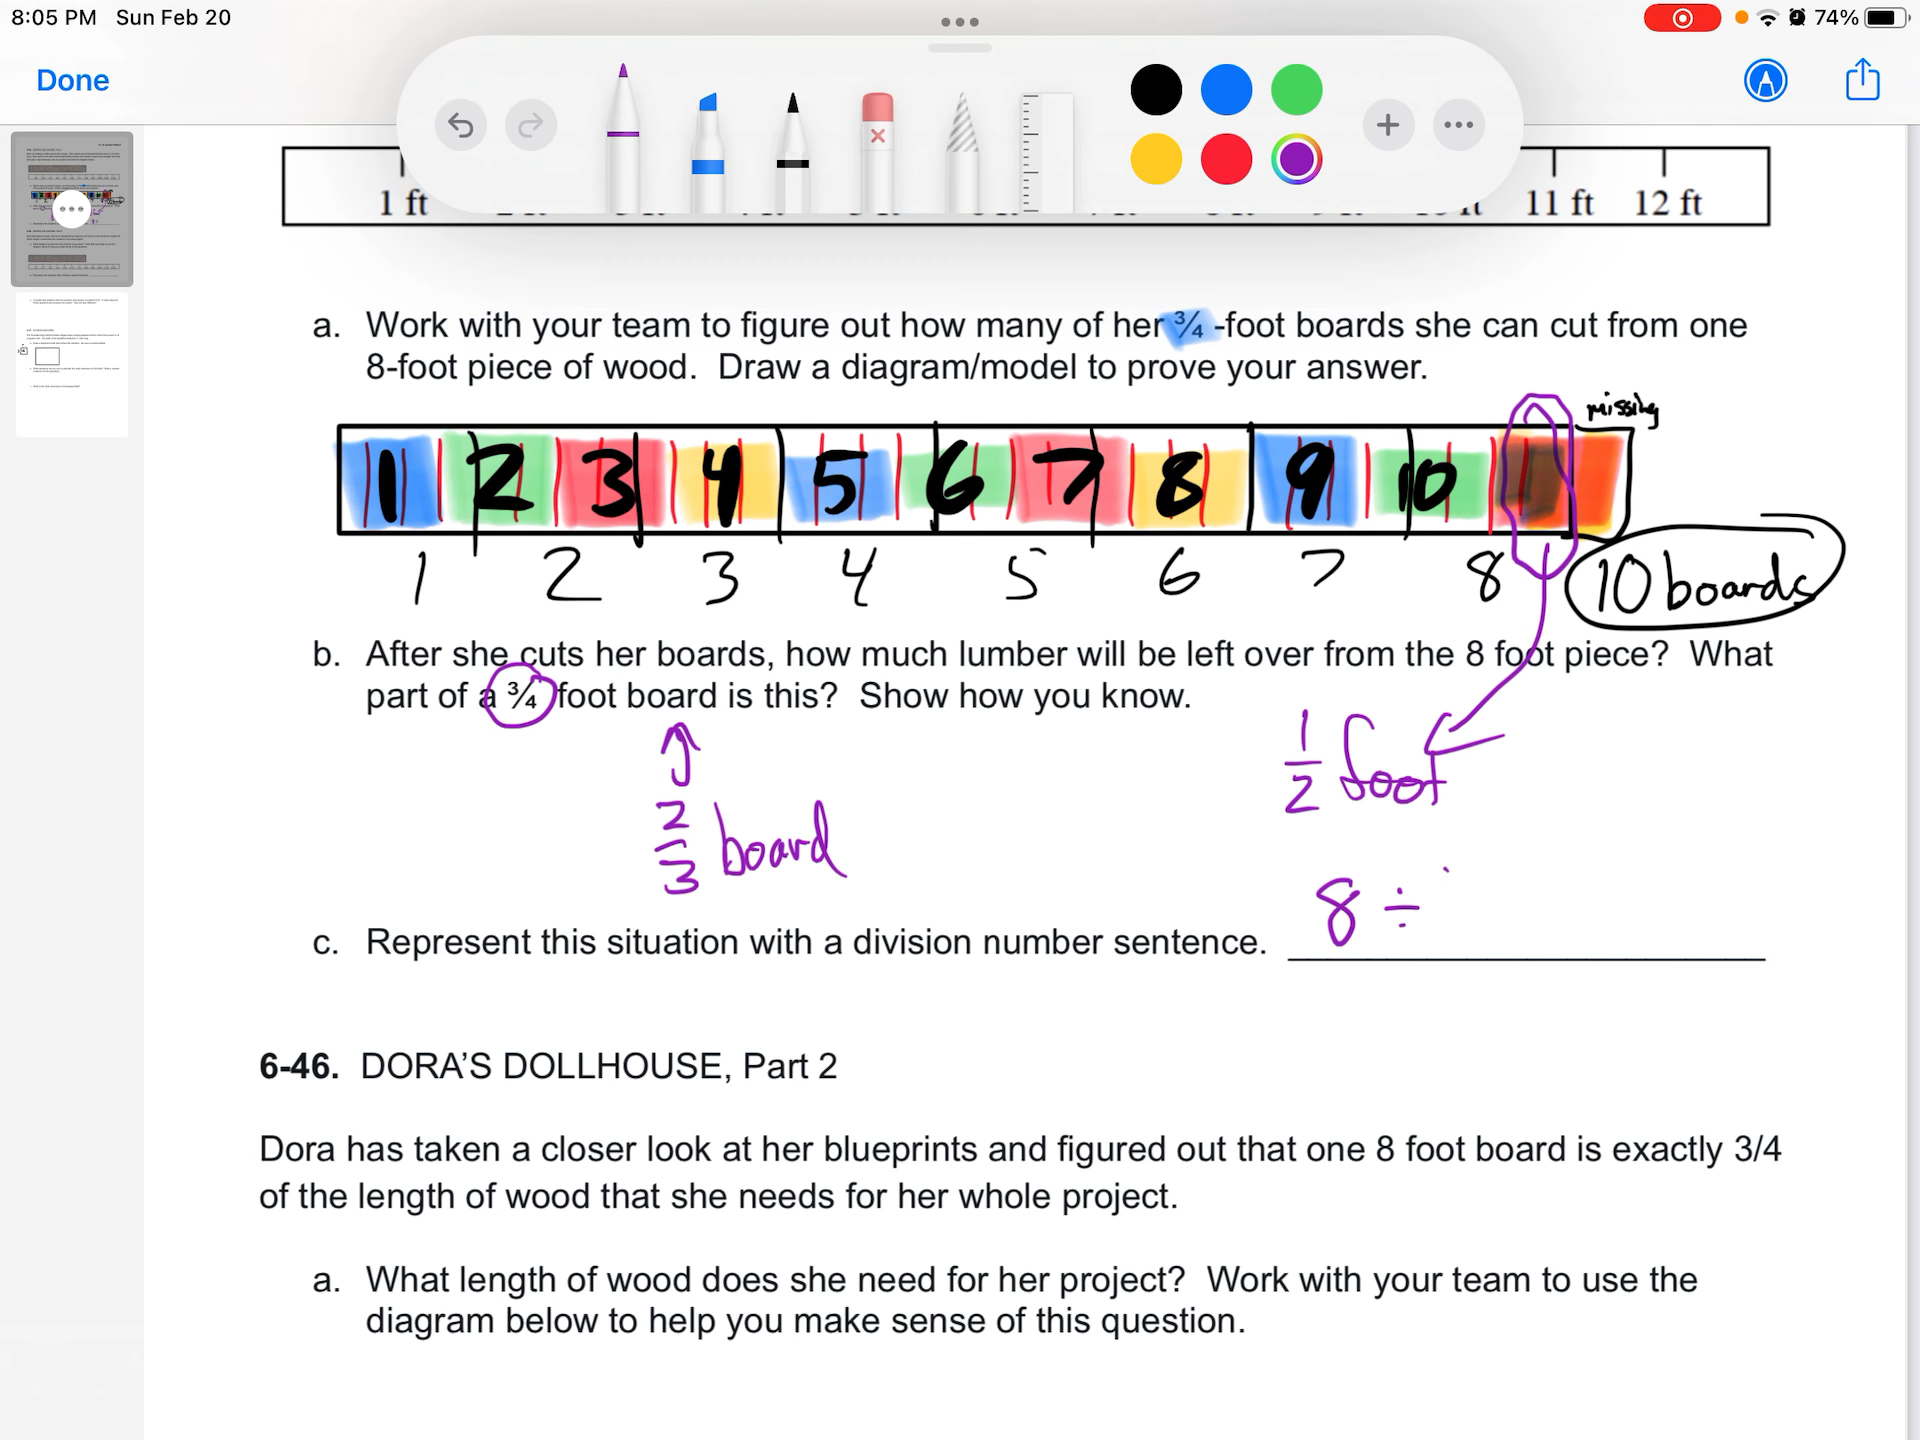 8:05 PM Sun Feb 20
74%
Done
1 ft
11 ft 12 ft
a. Work with your team to figure out how many of her ¾ -foot boards she can cut from one
8-foot piece of wood. Draw a diagram/model to prove your answer.
missing
1 2 3 4 5 6 7 8 9 10
1 2 3 4 5 6 7 8
10 boards
b. After she cuts her boards, how much lumber will be left over from the 8 foot piece? What
part of a ¾ foot board is this? Show how you know.
1/2 foot
2/3 board
8 ÷
c. Represent this situation with a division number sentence.
6-46. DORA'S DOLLHOUSE, Part 2
Dora has taken a closer look at her blueprints and figured out that one 8 foot board is exactly 3/4
of the length of wood that she needs for her whole project.
a. What length of wood does she need for her project? Work with your team to use the
diagram below to help you make sense of this question.